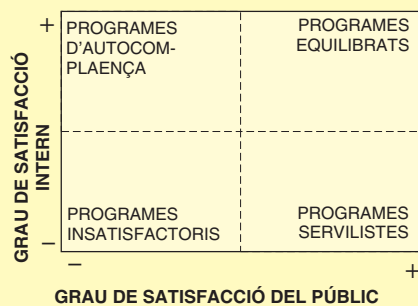 +
PROGRAMES
D'AUTOCOM-
PLAENÇA
PROGRAMES
EQUILIBRATS
GRAU DE SATISFACCIÓ
INTERN
PROGRAMES
INSATISFACTORIS
PROGRAMES
SERVILISTES
–
–
+
GRAU DE SATISFACCIÓ DEL PÚBLIC